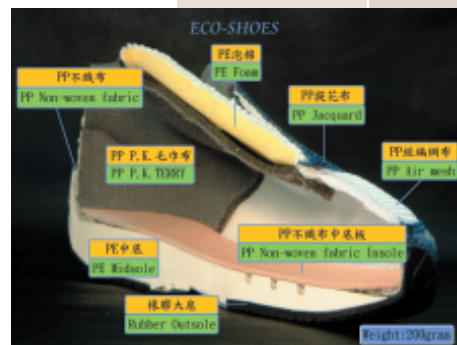 ECO-SHOES
PE泡棉
PE Foam
PP不織布
PP Non-woven fabric
PP提花布
PP Jacquard
PP經編網布
PP Air mesh
PP P.K.毛巾布
PP P.K.TERRY
PP不織布中底板
PP Non-woven fabric Insole
PE中底
PE Midsole
橡膠大底
Rubber Outsole
Weight:200gram